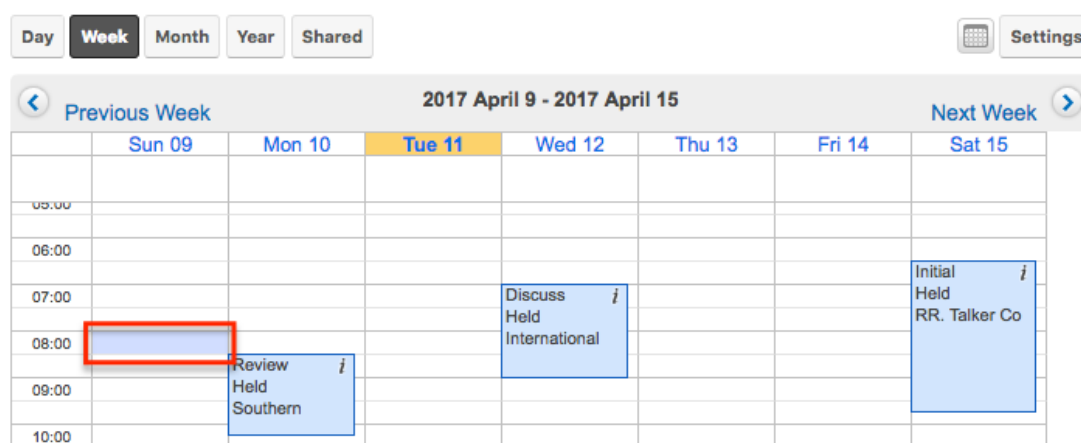 Day Week Month Year Shared Settings
2017 April 9 - 2017 April 15
Previous Week Next Week
Sun 09 Mon 10 Tue 11 Wed 12 Thu 13 Fri 14 Sat 15
05:00
06:00
Initial i
Held
RR. Talker Co
07:00
Discuss i
Held
International
08:00
Review i
Held
Southern
09:00
10:00